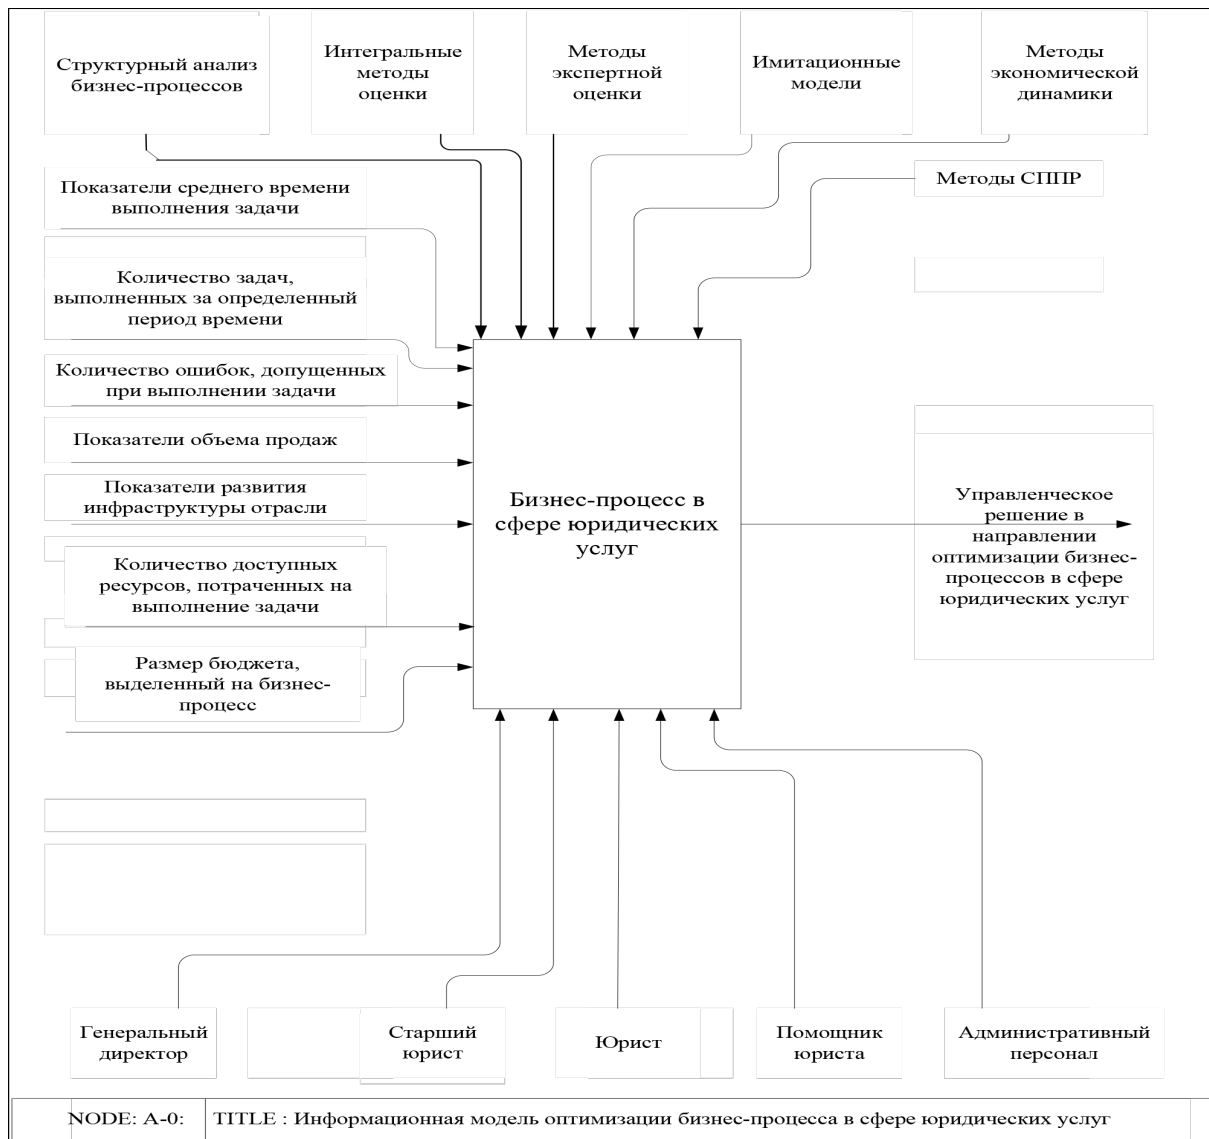 Структурный анализ
бизнес-процессов
Интегральные
методы
оценки
Методы
экспертной
оценки
Имитационные
модели
Методы
экономической
динамики
Методы СППР
Показатели среднего времени
выполнения задачи
Количество задач,
выполненных за определенный
период времени
Количество ошибок, допущенных
при выполнении задачи
Показатели объема продаж
Показатели развития
инфраструктуры отрасли
Количество доступных
ресурсов, потраченных на
выполнение задачи
Размер бюджета,
выделенный на бизнес-
процесс
Бизнес-процесс в
сфере юридических
услуг
Управленческое
решение в
направлении
оптимизации бизнес-
процессов в сфере
юридических услуг
Генеральный
директор
Старший
юрист
Юрист
Помощник
юриста
Административный
персонал
NODE: A-0: TITLE : Информационная модель оптимизации бизнес-процесса в сфере юридических услуг